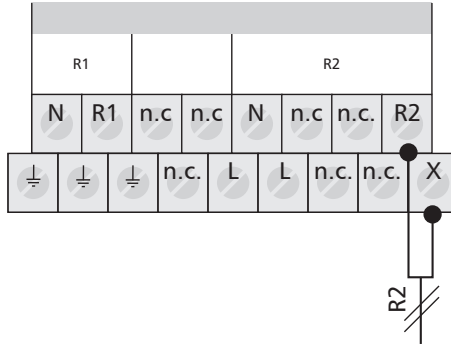 R1 R2
N R1 n.c n.c N n.c n.c. R2
n.c. L L n.c. n.c. X
R2